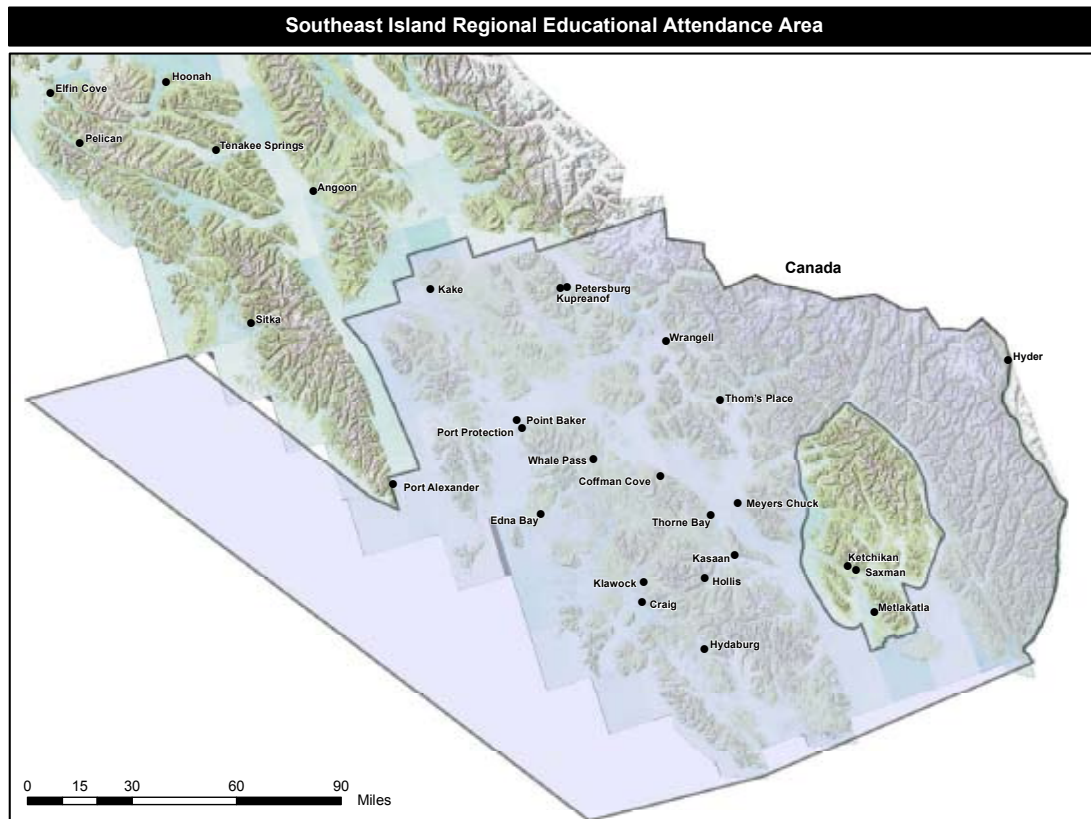 Southeast Island Regional Educational Attendance Area
Hoonah
Elfin Cove
Pelican
Tenakee Springs
Angoon
Canada
Kake
Petersburg
Kupreanof
Sitka
Wrangell
Hyder
Thom's Place
Point Baker
Port Protection
Whale Pass
Coffman Cove
Port Alexander
Meyers Chuck
Edna Bay
Thorne Bay
Kasaan
Ketchikan
Saxman
Hollis
Klawock
Craig
Metlakatla
Hydaburg
0 15 30 60 90
Miles